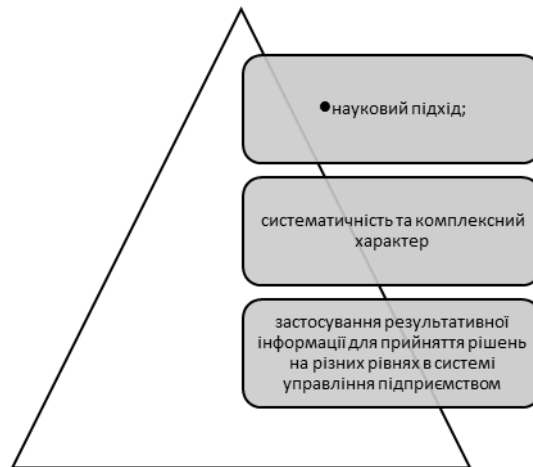 •науковий підхід;
систематичність та комплексний
характер
застосування результативної
інформації для прийняття рішень
на різних рівнях в системі
управління підприємством